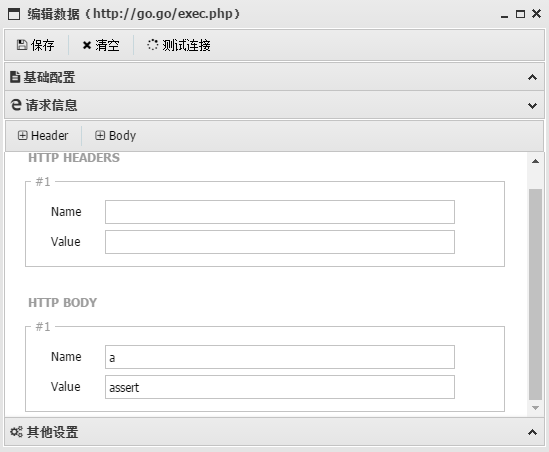 编辑数据（http://go.go/exec.php）
保存 清空 测试连接
基础配置
请求信息
Header Body
HTTP HEADERS
#1
Name
Value
HTTP BODY
#1
Name a
Value assert
其他设置